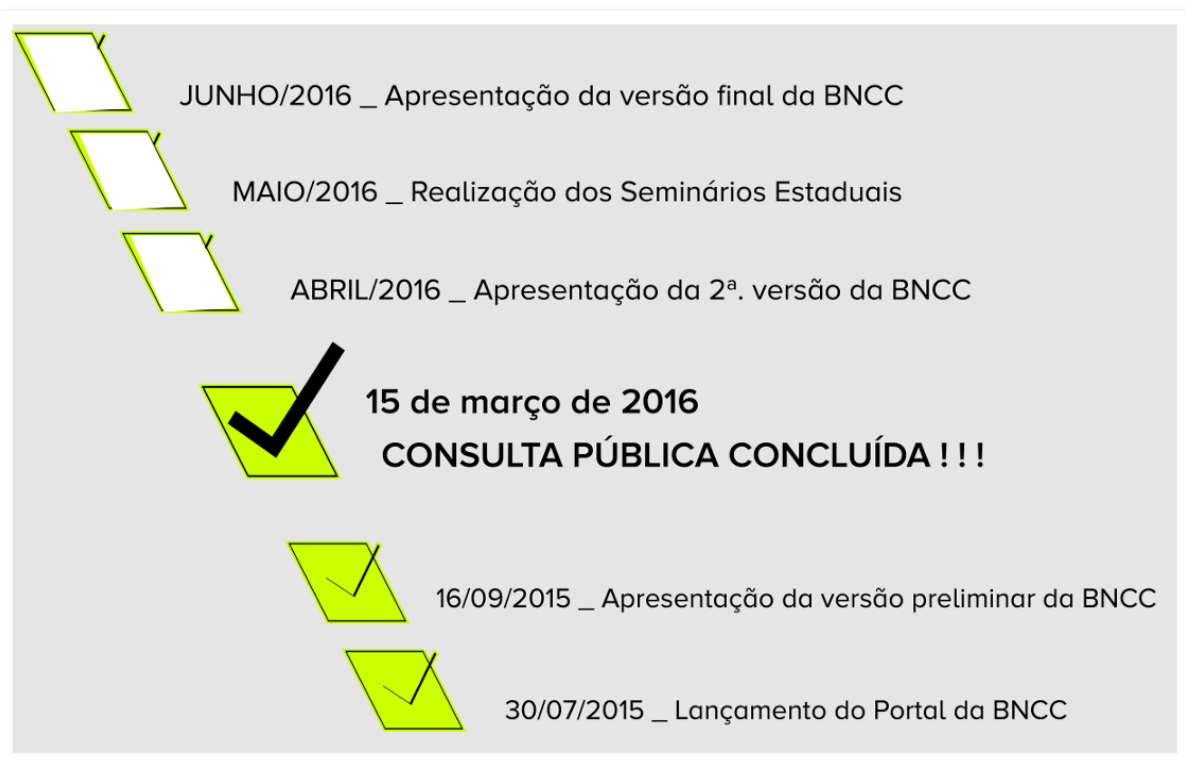 JUNHO/2016 _ Apresentação da versão final da BNCC
MAIO/2016 _ Realização dos Seminários Estaduais
ABRIL/2016 _ Apresentação da 2ª. versão da BNCC
15 de março de 2016
CONSULTA PÚBLICA CONCLUÍDA ! ! !
16/09/2015 _ Apresentação da versão preliminar da BNCC
30/07/2015 _ Lançamento do Portal da BNCC